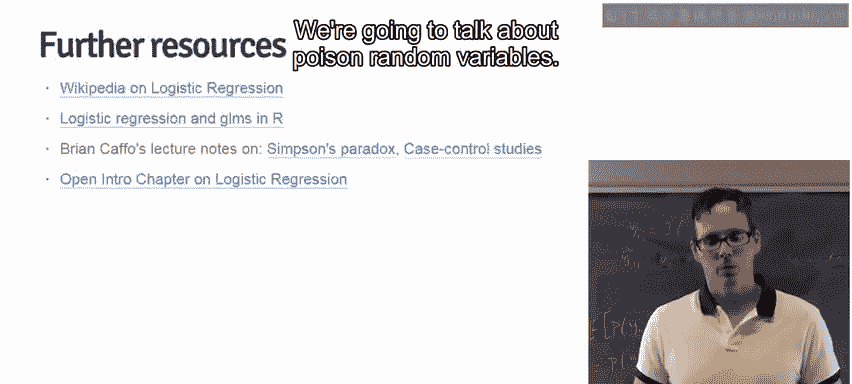 Further resources
We're going to talk about
poison random variables.
Wikipedia on Logistic Regression
Logistic regression and glms in R
Brian Caffo's lecture notes on: Simpson's paradox, Case-control studies
Open Intro Chapter on Logistic Regression